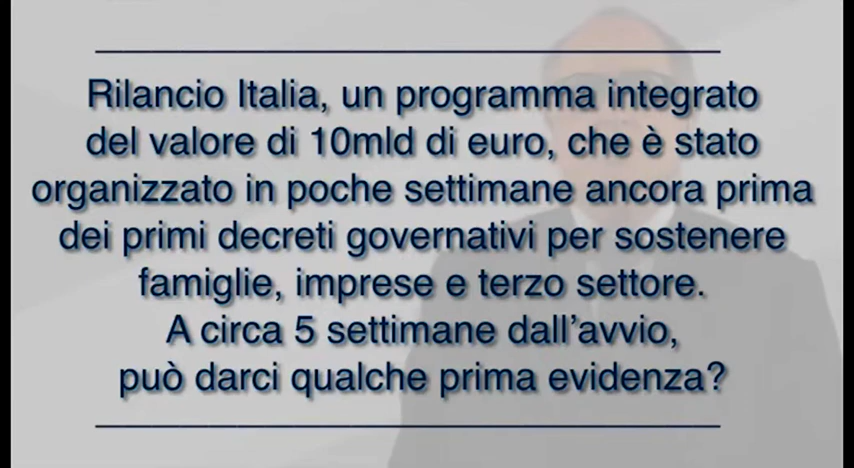 Rilancio Italia, un programma integrato
del valore di 10mld di euro, che è stato
organizzato in poche settimane ancora prima
dei primi decreti governativi per sostenere
famiglie, imprese e terzo settore.
A circa 5 settimane dall'avvio,
può darci qualche prima evidenza?